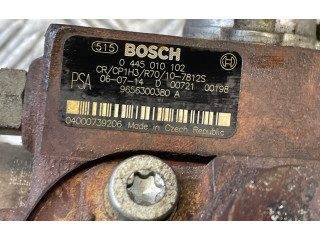 515 BOSCH
0 445 010 102
CR/CP1H3/R70/10-7812S
PSA 06-07-14 D 00721 00198
9656300380 A
04000739206 Made in Czech Republic